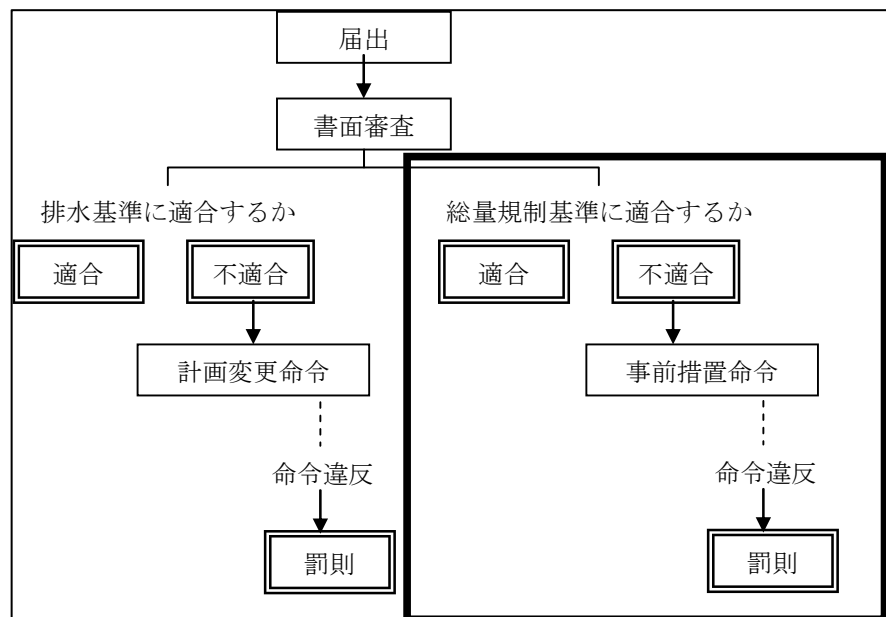 届出
書面審査
排水基準に適合するか
総量規制基準に適合するか
適合
不適合
適合
不適合
計画変更命令
事前措置命令
命令違反
命令違反
罰則
罰則